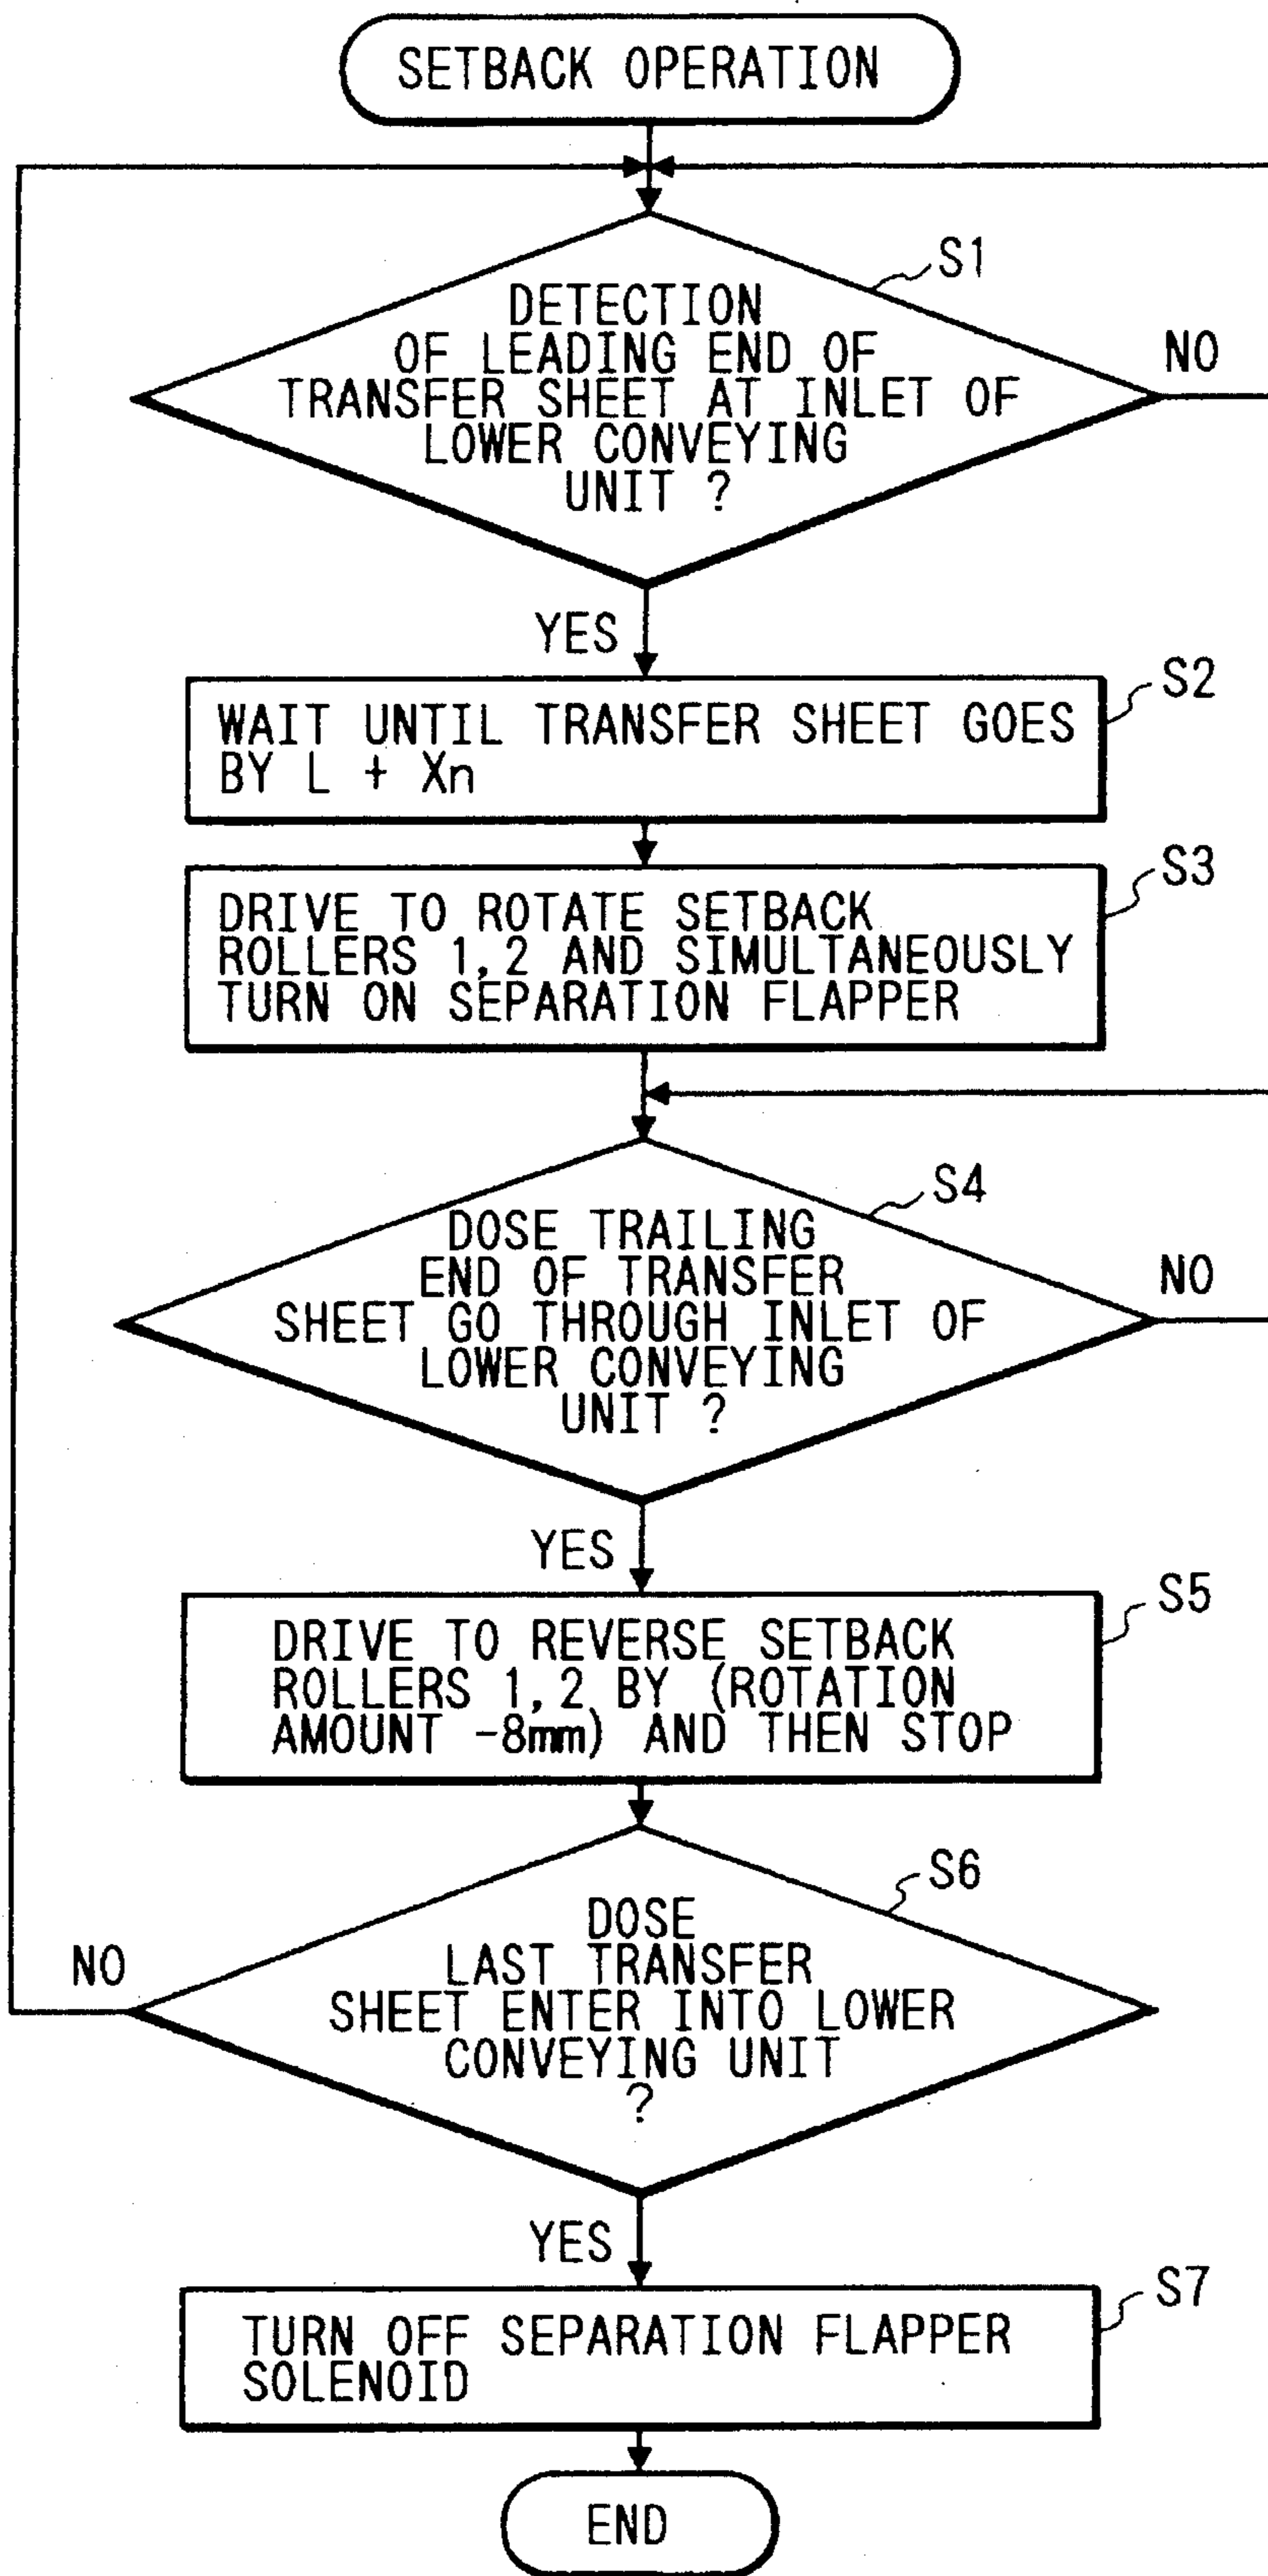 SETBACK OPERATION
S1
DETECTION
OF LEADING END OF
TRANSFER SHEET AT INLET OF
LOWER CONVEYING
UNIT ?
NO
YES
S2
WAIT UNTIL TRANSFER SHEET GOES
BY L + Xn
S3
DRIVE TO ROTATE SETBACK
ROLLERS 1,2 AND SIMULTANEOUSLY
TURN ON SEPARATION FLAPPER
S4
DOSE TRAILING
END OF TRANSFER
SHEET GO THROUGH INLET OF
LOWER CONVEYING
UNIT ?
NO
YES
S5
DRIVE TO REVERSE SETBACK
ROLLERS 1,2 BY (ROTATION
AMOUNT -8mm) AND THEN STOP
S6
DOSE
LAST TRANSFER
SHEET ENTER INTO LOWER
CONVEYING UNIT
?
NO
YES
S7
TURN OFF SEPARATION FLAPPER
SOLENOID
END